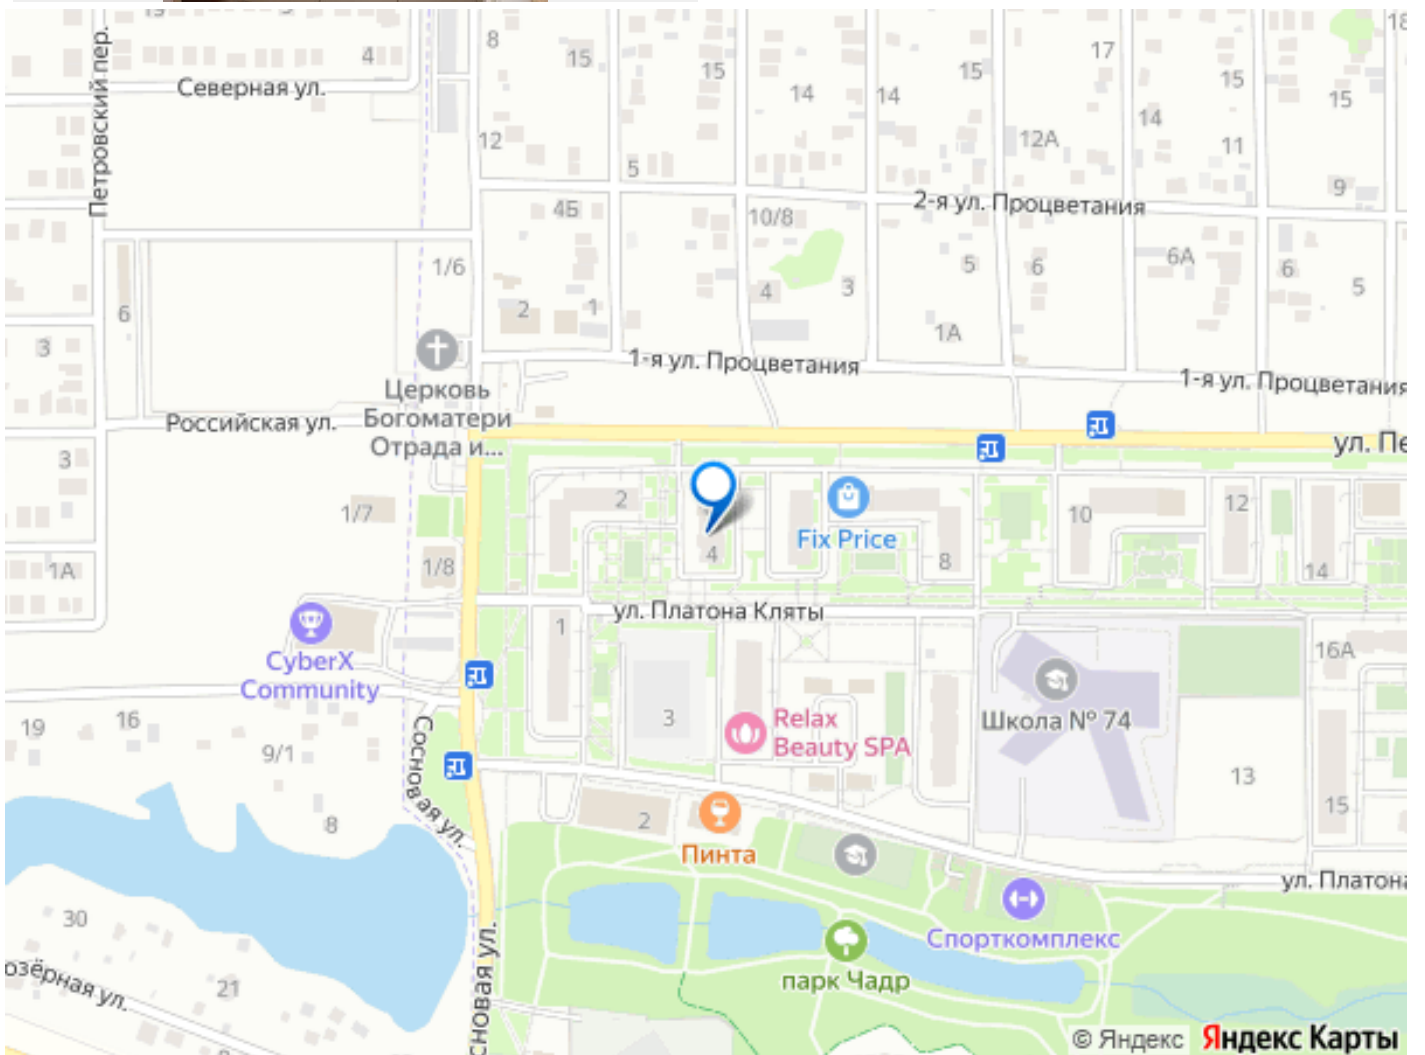 8
15
15
14
14
15
17
15
15
18
4
Северная ул.
Петровский пер.
12
5
12А
14
11
9
2-я ул. Процветания
4Б
10/8
1/6
2
1
4
3
5
6
6А
6
5
1А
6
3
1-я ул. Процветания
1-я ул. Процветания
Церковь
Богоматери
Отрада и...
Российская ул.
ул. Пе
3
1/7
2
4
Fix Price
8
10
12
14
1А
1/8
ул. Платона Кляты
1
CyberX
Community
16А
3
Школа № 74
Relax
Beauty SPA
19
16
9/1
Сосновая ул.
13
15
8
2
Пинта
ул. Платона
30
Спорткомплекс
парк Чадр
озёрная ул.
21
сновая ул.
© Яндекс Яндекс Карты